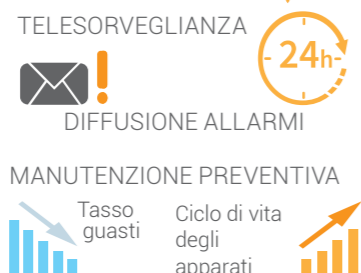 TELESORVEGLIANZA
24h
DIFFUSIONE ALLARMI
MANUTENZIONE PREVENTIVA
Tasso
guasti
Ciclo di vita
degli
apparati